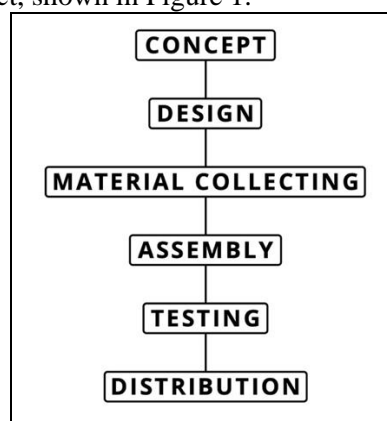 et, shown in Figure 1.
CONCEPT
DESIGN
MATERIAL COLLECTING
ASSEMBLY
TESTING
DISTRIBUTION